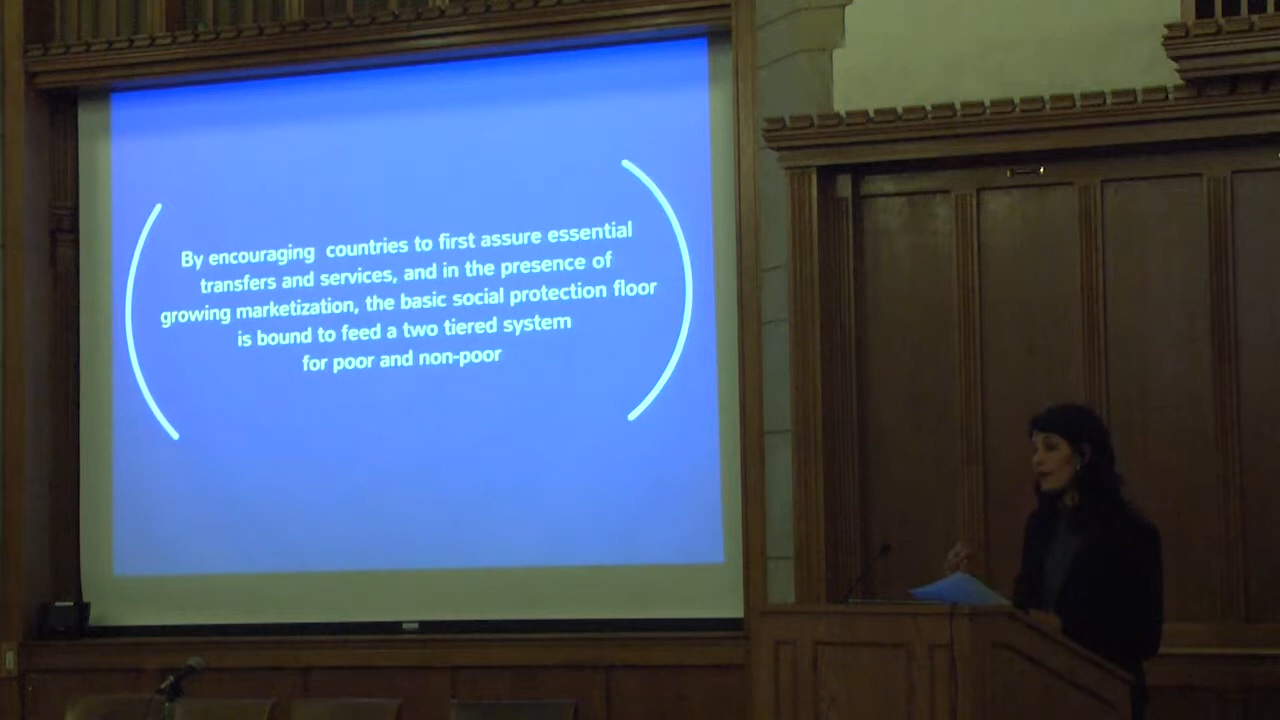 By encouraging countries to first assure essential
transfers and services, and in the presence of
growing marketization, the basic social protection floor
is bound to feed a two tiered system
for poor and non-poor